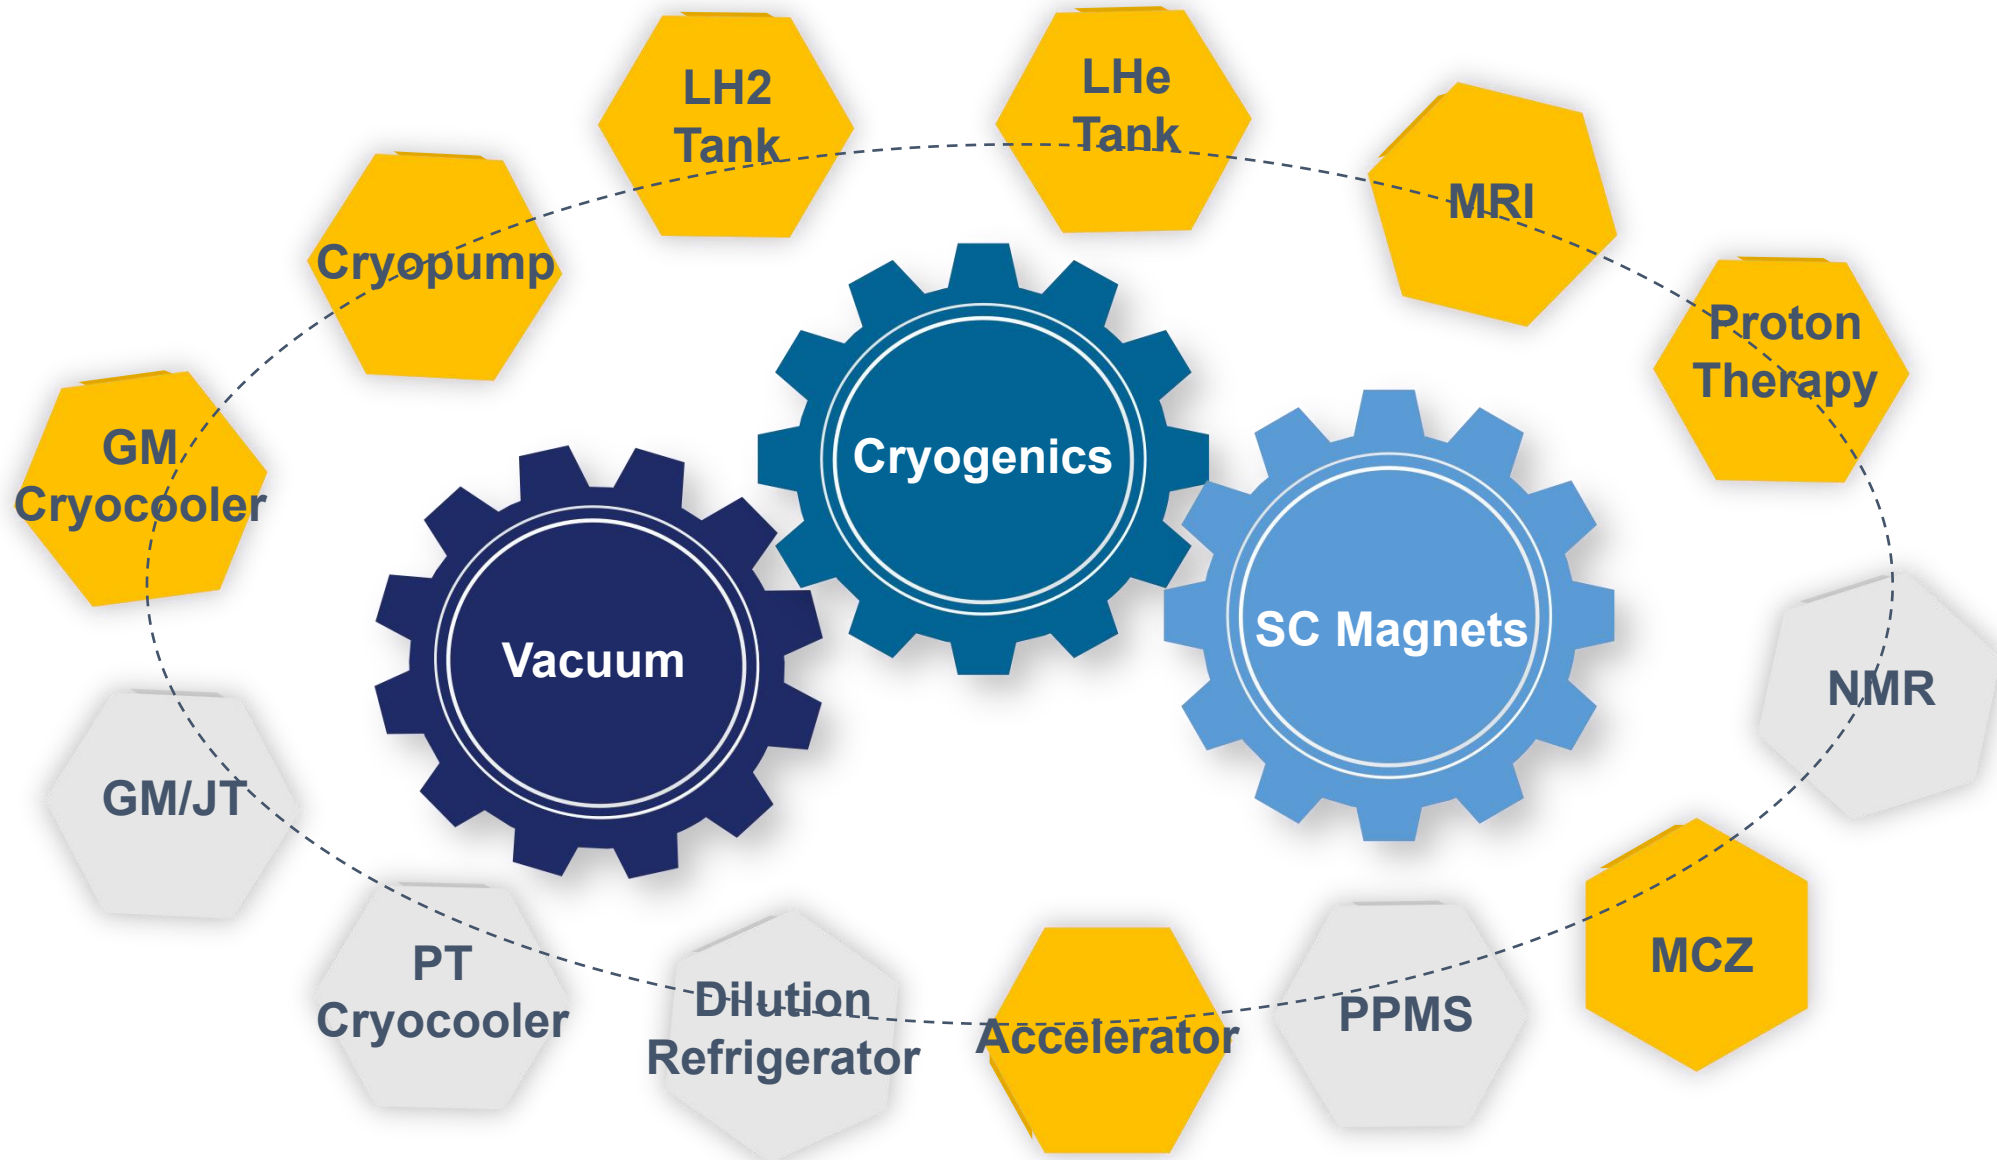 LH2
Tank
LHe
Tank
MRI
Cryopump
Proton
Therapy
GM
Cryocooler
Cryogenics
SC Magnets
Vacuum
NMR
GM/JT
PT
Cryocooler
Dilution
Refrigerator
Accelerator
PPMS
MCZ